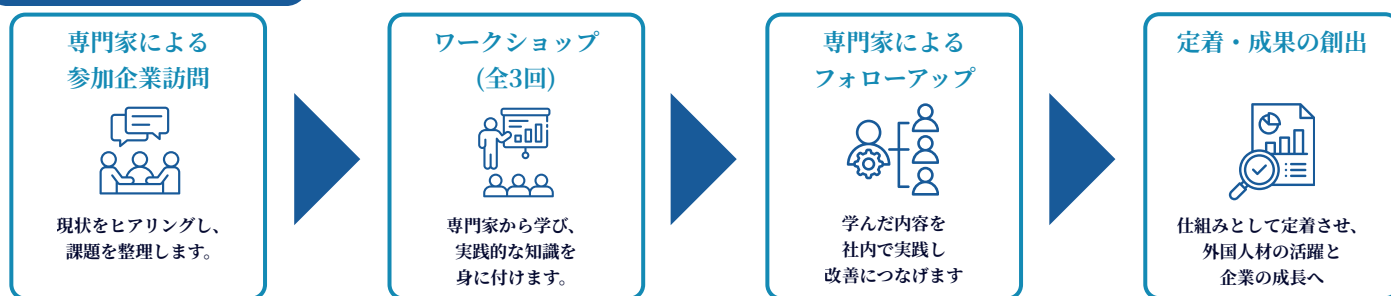 専門家による
参加企業訪問
現状をヒアリングし、
課題を整理します。
ワークショップ
(全3回)
専門家から学び、
実践的な知識を
身に付けます。
専門家による
フォローアップ
学んだ内容を
社内で実践し
改善につなげます
定着・成果の創出
仕組みとして定着させ、
外国人材の活躍と
企業の成長へ